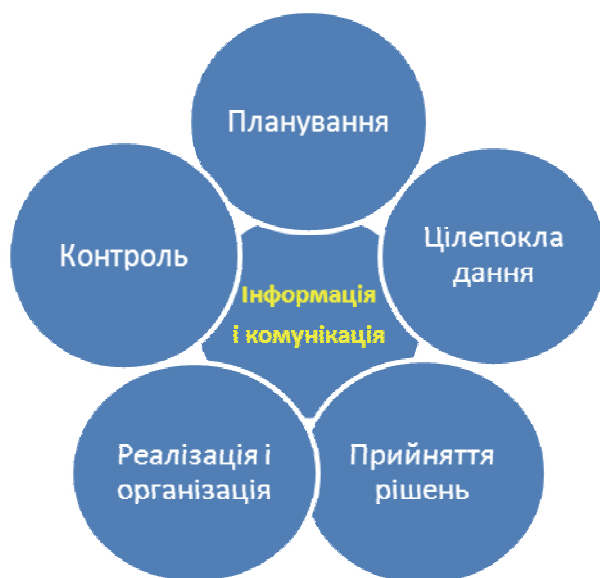 Планування
Контроль
Цілепокла
дання
Інформація
і комунікація
Реалізація і
організація
Прийняття
рішень